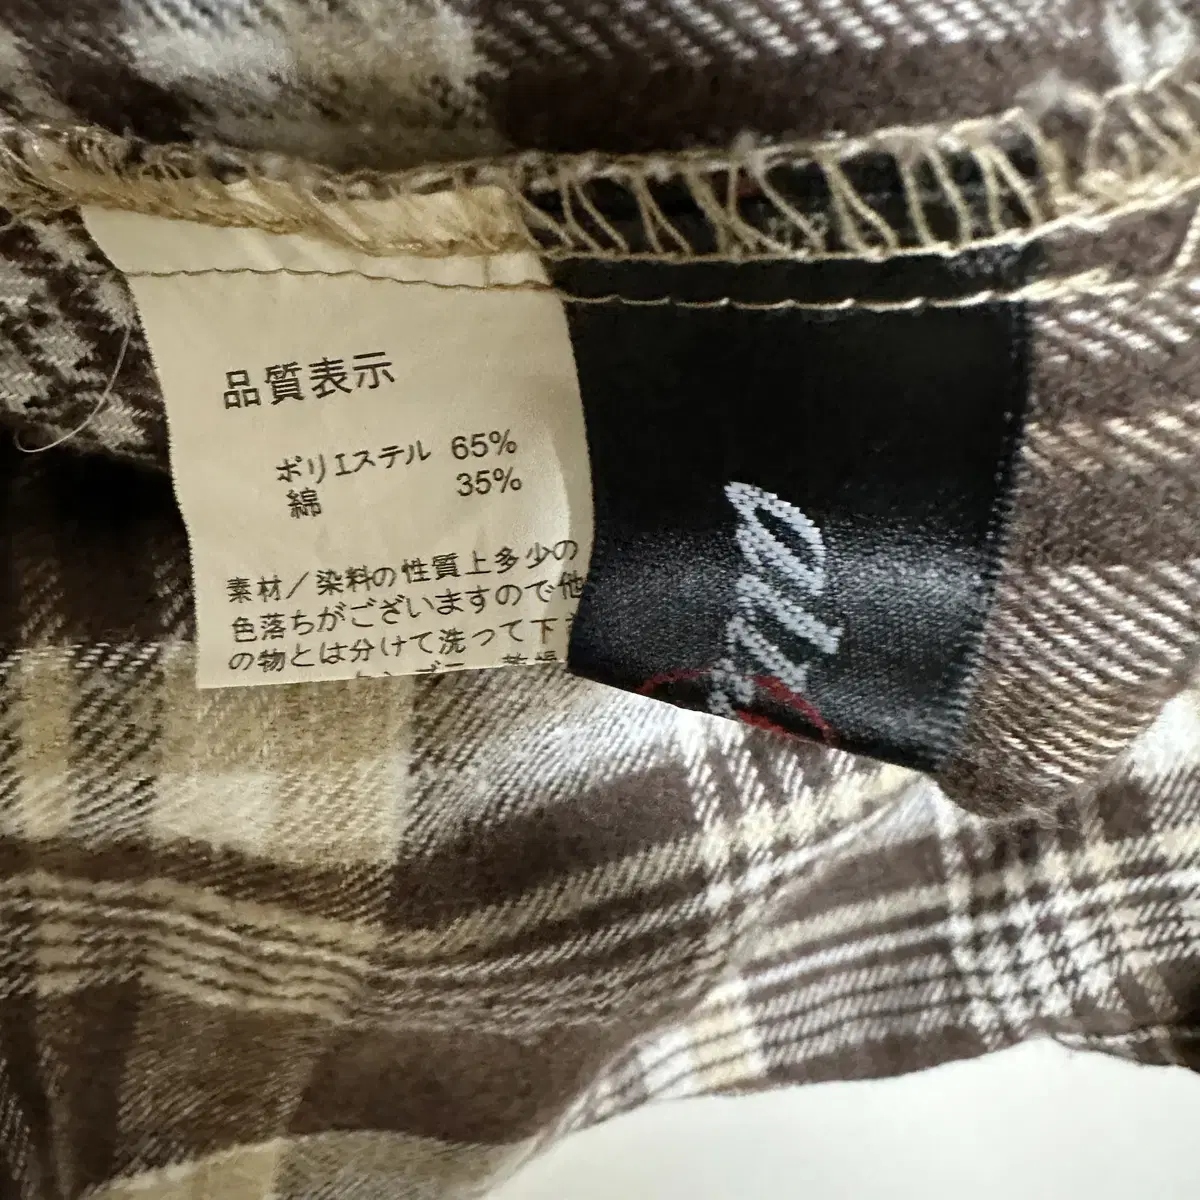 品質表示
ポリエステル 65%
綿 35%
素材/染料の性質上多少の
色落ちがございますので他
の物とは分けて洗って下さ